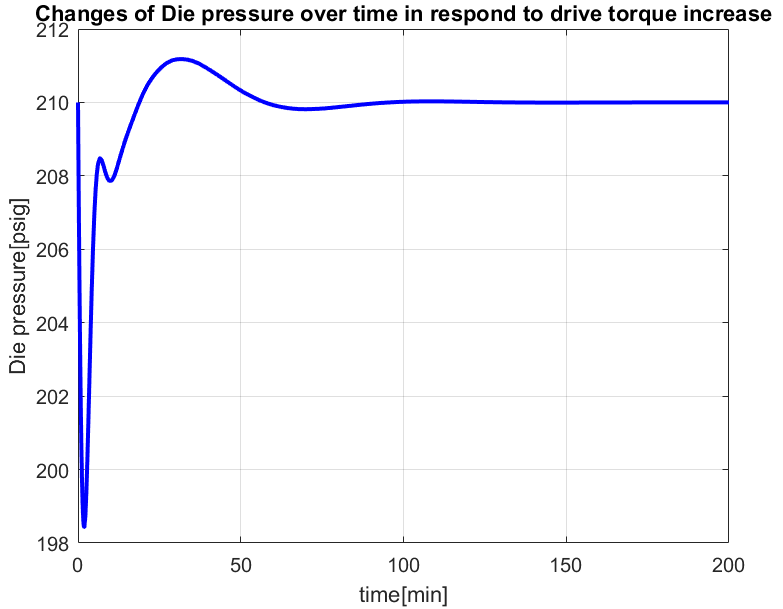 Changes of Die pressure over time in respond to drive torque increase
212
210
208
206
204
202
200
198
Die pressure[psig]
0 50 100 150 200
time[min]